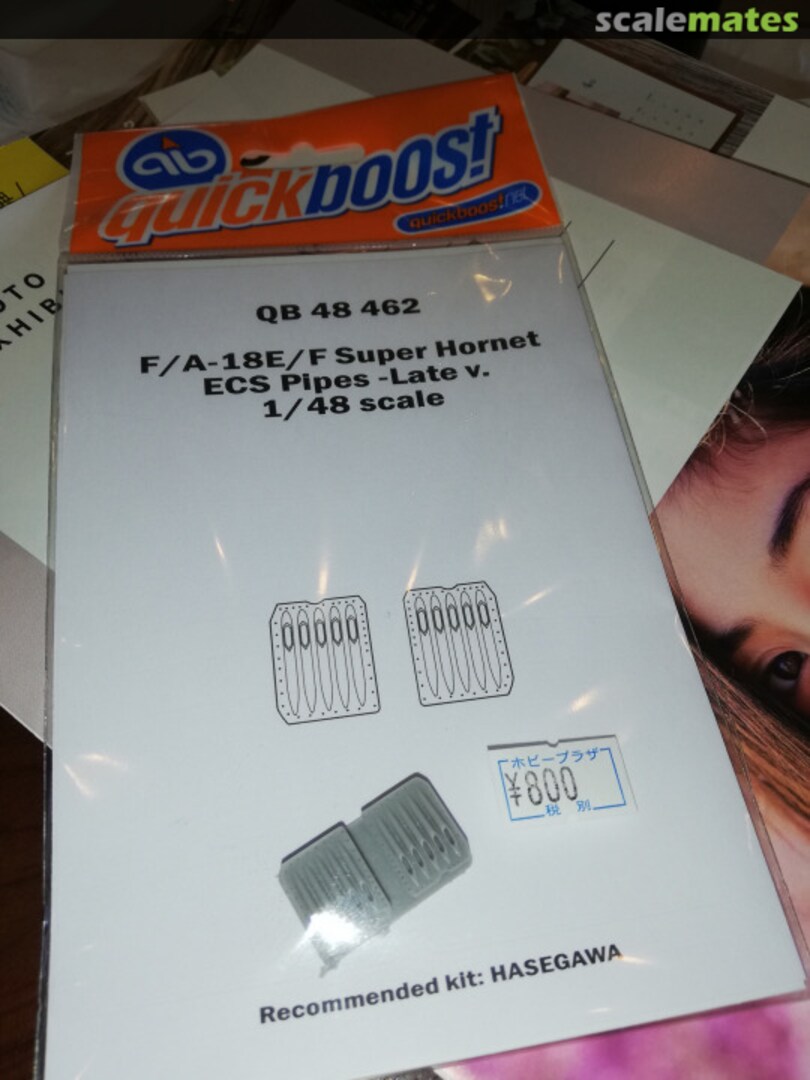 scalemates
ab
quickboost
quickboost!
QB 48 462
F/A-18E/F Super Hornet
ECS Pipes -Late v.
1/48 scale
ホビープラザ
¥800
税 別
Recommended kit: HASEGAWA